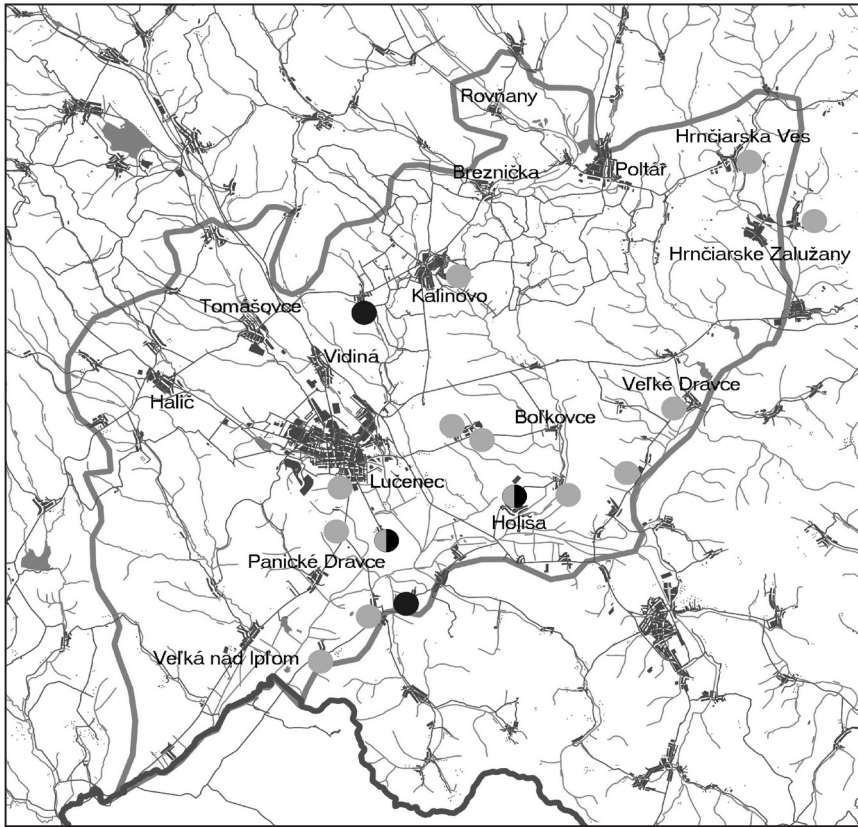 Rovňany
Hrnčiarska Ves
Breznička
Poltár
Hrnčiarske Zalužany
Kalinovo
Tomášovce
Vidiná
Halič
Veľké Dravce
Boľkovce
Lučenec
Holiša
Panické Dravce
Veľká nad Ipľom